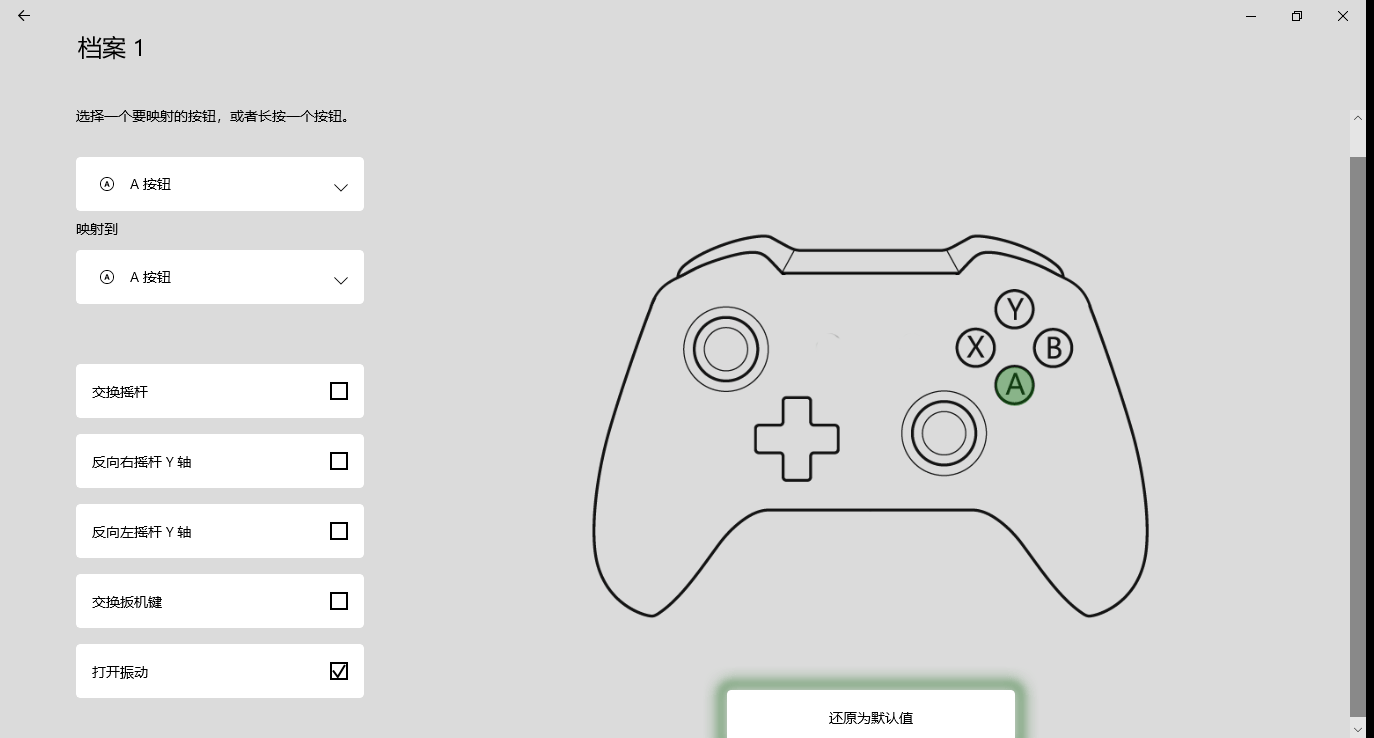 档案 1
选择一个要映射的按钮，或者长按一个按钮。
A A 按钮
映射到
A A 按钮
交换摇杆
反向右摇杆 Y 轴
反向左摇杆 Y 轴
交换扳机键
打开振动
Y
X B
A
还原为默认值